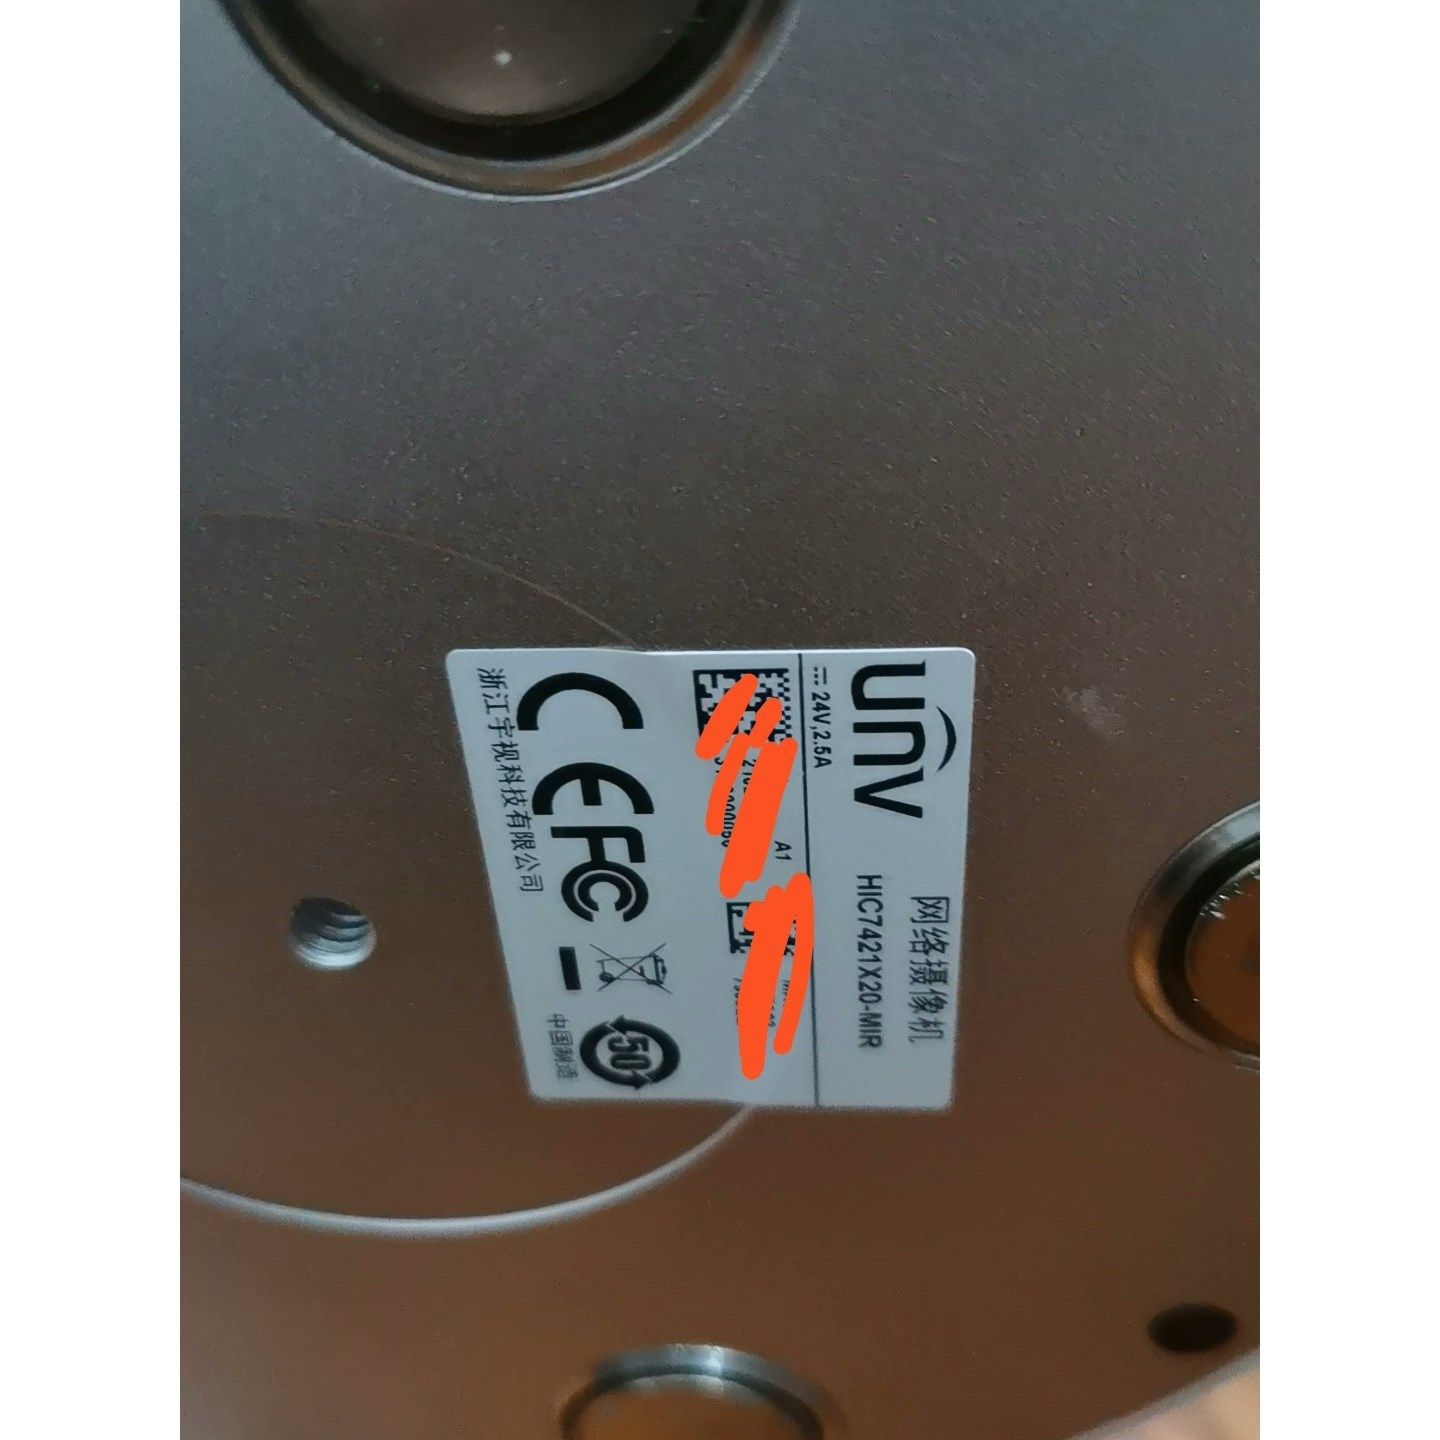 unv
网络摄像机
HIC7421X20-MIR
⎓ 24V,2.5A
A1
CE FC
50
浙江宇视科技有限公司
中国制造